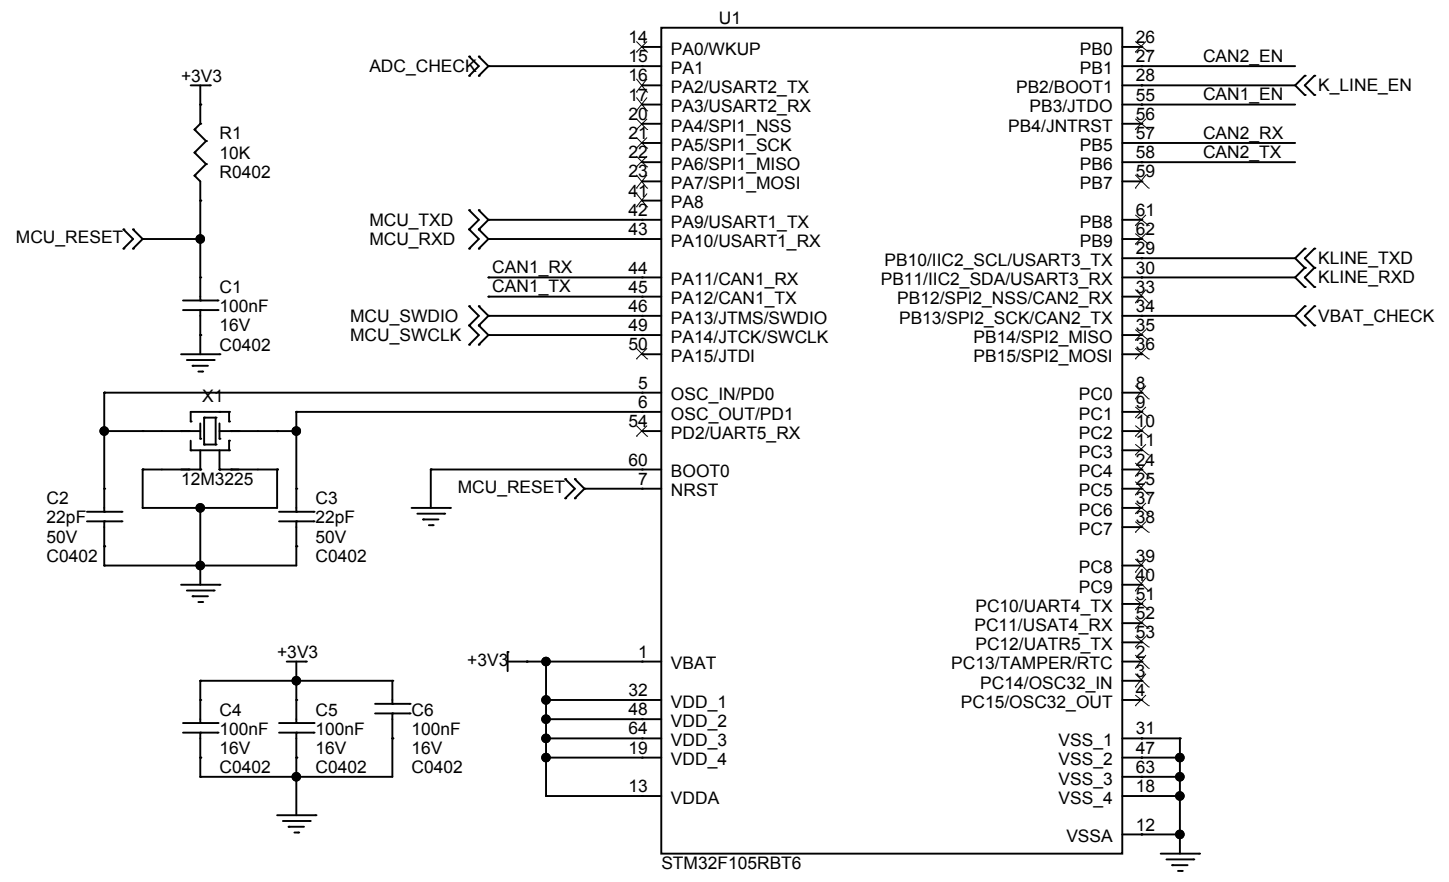 U1
+3V3
R1
10K
R0402
MCU_RESET
C1
100nF
16V
C0402
ADC_CHECK
MCU_TXD
MCU_RXD
CAN1_RX
CAN1_TX
MCU_SWDIO
MCU_SWCLK
14 PA0/WKUP
15 PA1
16 PA2/USART2_TX
17 PA3/USART2_RX
20 PA4/SPI1_NSS
21 PA5/SPI1_SCK
22 PA6/SPI1_MISO
23 PA7/SPI1_MOSI
41 PA8
42 PA9/USART1_TX
43 PA10/USART1_RX
44 PA11/CAN1_RX
45 PA12/CAN1_TX
46 PA13/JTMS/SWDIO
49 PA14/JTCK/SWCLK
50 PA15/JTDI
5 OSC_IN/PD0
6 OSC_OUT/PD1
54 PD2/UART5_RX
60 BOOT0
MCU_RESET
7 NRST
X1
12M3225
C2
22pF
50V
C0402
C3
22pF
50V
C0402
+3V3
C4
100nF
16V
C0402
C5
100nF
16V
C0402
C6
100nF
16V
C0402
+3V3
1 VBAT
32 VDD_1
48 VDD_2
64 VDD_3
19 VDD_4
13 VDDA
PB0 26
PB1 27 CAN2_EN
PB2/BOOT1 28 K_LINE_EN
PB3/JTDO 55 CAN1_EN
PB4/JNTRST 56
PB5 57 CAN2_RX
PB6 58 CAN2_TX
PB7 59
PB8 61
PB9 62
PB10/IIC2_SCL/USART3_TX 29 KLINE_TXD
PB11/IIC2_SDA/USART3_RX 30 KLINE_RXD
PB12/SPI2_NSS/CAN2_RX 33
PB13/SPI2_SCK/CAN2_TX 34 VBAT_CHECK
PB14/SPI2_MISO 35
PB15/SPI2_MOSI 36
PC0 8
PC1 9
PC2 10
PC3 11
PC4 24
PC5 25
PC6 37
PC7 38
PC8 39
PC9 40
PC10/UART4_TX 51
PC11/USAT4_RX 52
PC12/UATR5_TX 53
PC13/TAMPER/RTC 2
PC14/OSC32_IN 3
PC15/OSC32_OUT 4
VSS_1 31
VSS_2 47
VSS_3 63
VSS_4 18
VSSA 12
STM32F105RBT6